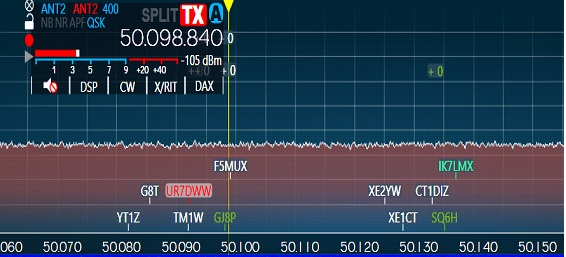 ANT2 ANT2 400 SPLIT TX A
NB NR APF QSK
50.098.840
1 3 5 7 9 +20 +40 -105 dBm
+ 0
DSP CW X/RIT DAX
F5MUX IK7LMX
G8T UR7DWW XE2YW CT1DIZ
YT1Z TM1W GJ8P XE1CT SQ6H
060 50.070 50.080 50.090 50.100 50.110 50.120 50.130 50.140 50.150